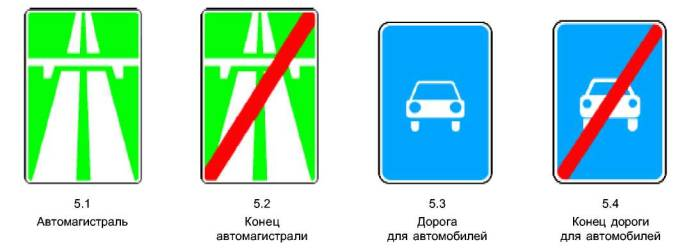 5.1
Автомагистраль
5.2
Конец
автомагистрали
5.3
Дорога
для автомобилей
5.4
Конец дороги
для автомобилей